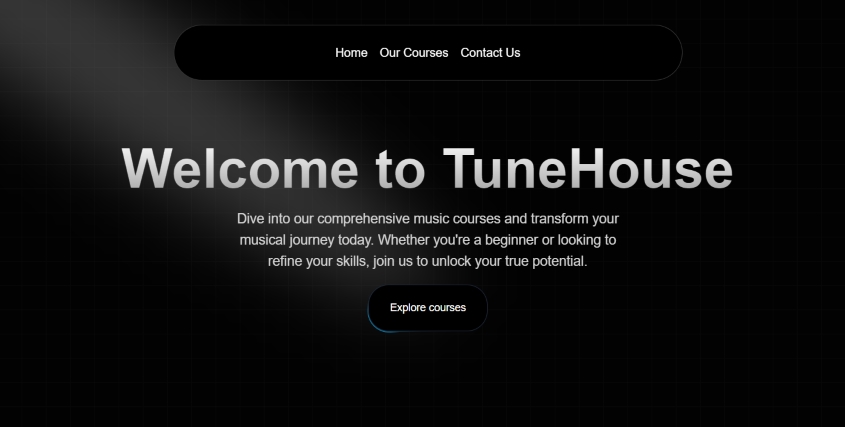 Home Our Courses Contact Us
Welcome to TuneHouse
Dive into our comprehensive music courses and transform your
musical journey today. Whether you're a beginner or looking to
refine your skills, join us to unlock your true potential.
Explore courses